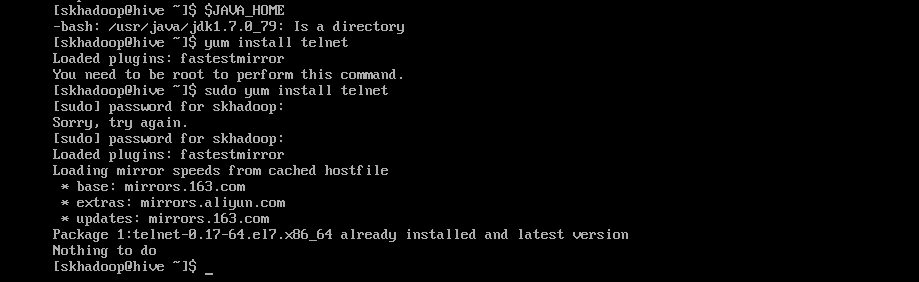 [skhadoop@hive ~]$ $JAVA_HOME
-bash: /usr/java/jdk1.7.0_79: Is a directory
[skhadoop@hive ~]$ yum install telnet
Loaded plugins: fastestmirror
You need to be root to perform this command.
[skhadoop@hive ~]$ sudo yum install telnet
[sudo] password for skhadoop:
Sorry, try again.
[sudo] password for skhadoop:
Loaded plugins: fastestmirror
Loading mirror speeds from cached hostfile
 * base: mirrors.163.com
 * extras: mirrors.aliyun.com
 * updates: mirrors.163.com
Package 1:telnet-0.17-64.el7.x86_64 already installed and latest version
Nothing to do
[skhadoop@hive ~]$ _